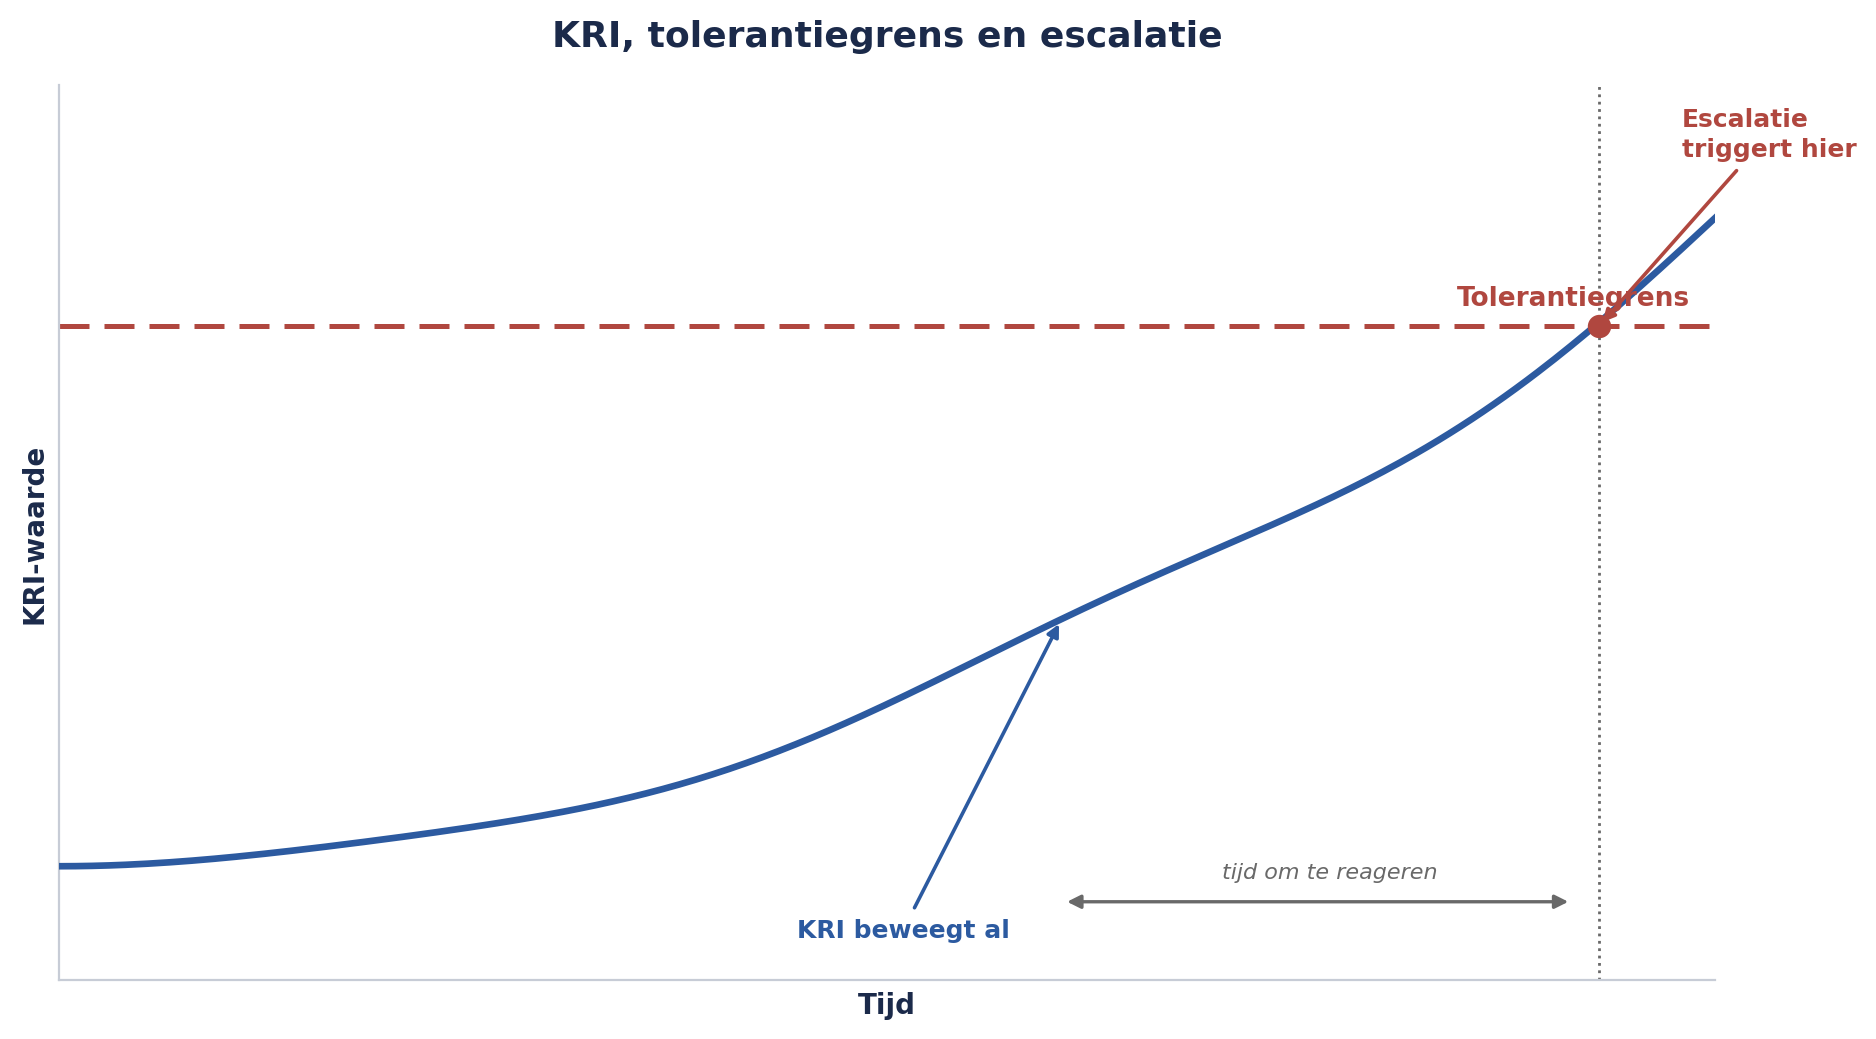 KRI, tolerantiegrens en escalatie
Escalatie
triggert hier
Tolerantiegrens
KRI-waarde
tijd om te reageren
KRI beweegt al
Tijd